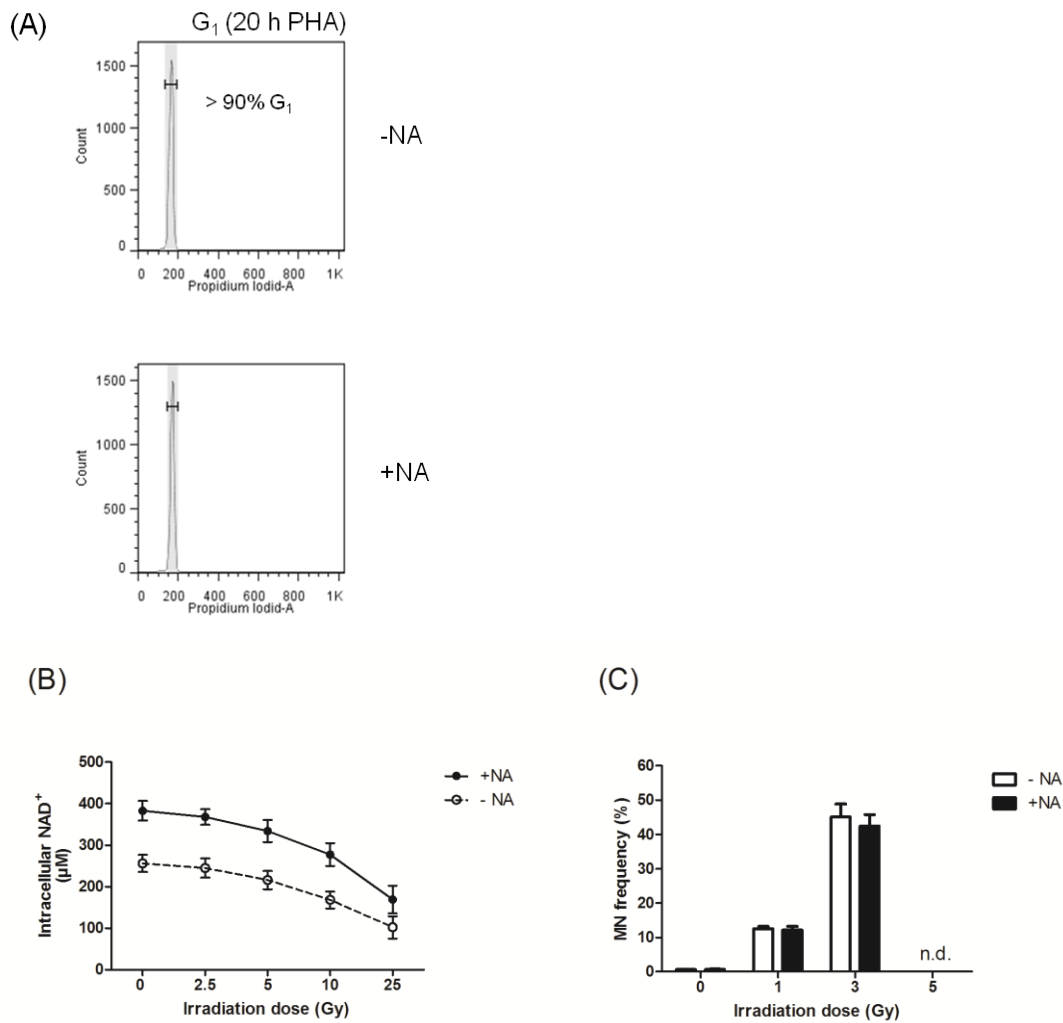 (A)
G₁ (20 h PHA)
1500
1000
500
0
Count
> 90% G₁
-NA
0 200 400 600 800 1K
Propidium Iodid-A
1500
1000
500
0
Count
+NA
0 200 400 600 800 1K
Propidium Iodid-A
(B)
500
400
300
200
100
0
Intracellular NAD⁺
(µM)
+NA
- NA
0 2.5 5 10 25
Irradiation dose (Gy)
(C)
60
50
40
30
20
10
0
MN frequency (%)
- NA
+NA
n.d.
0 1 3 5
Irradiation dose (Gy)